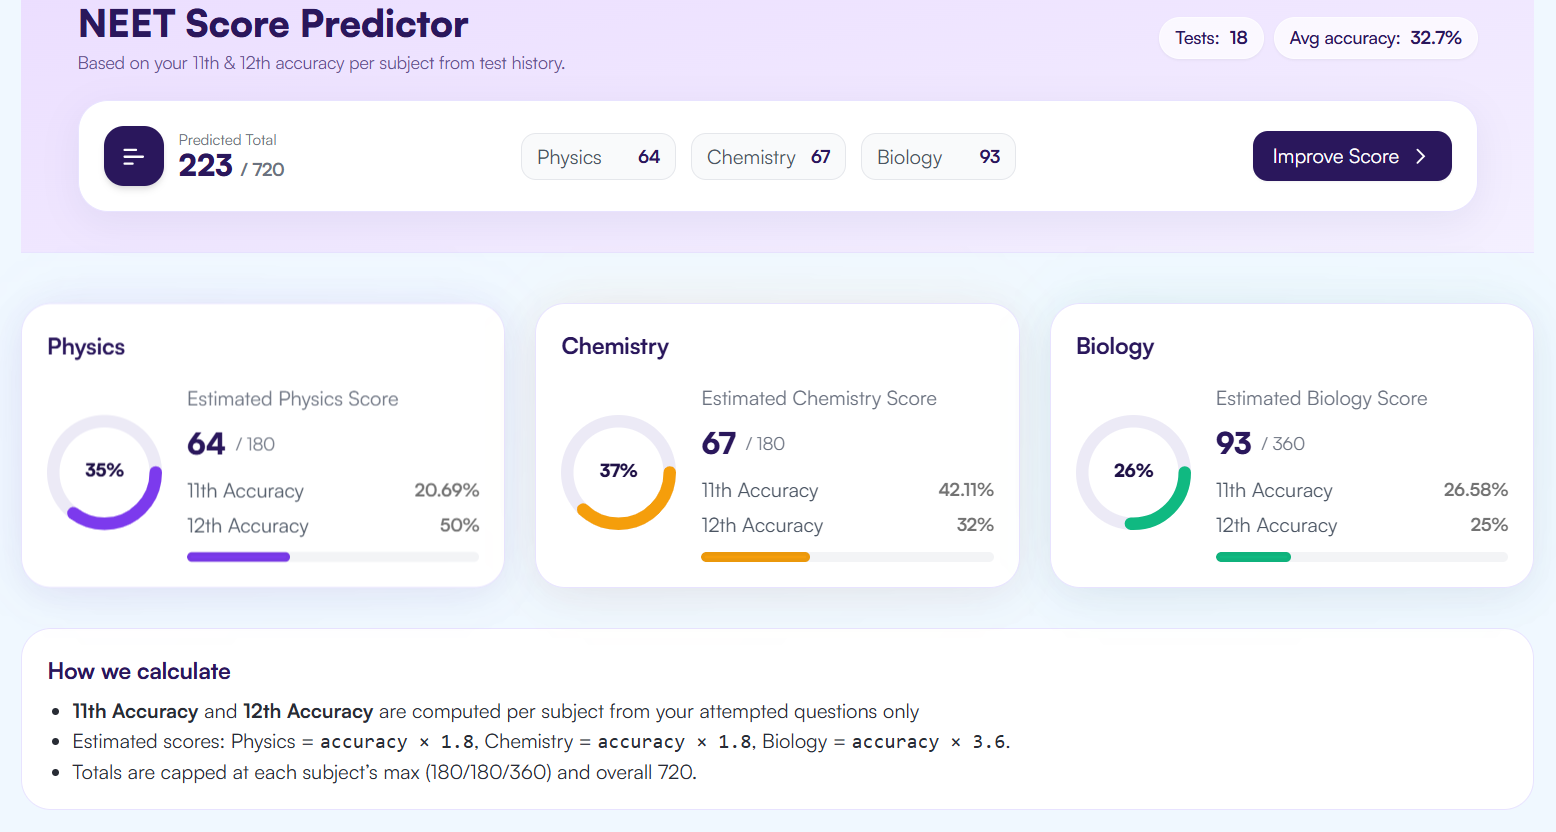 NEET Score Predictor
Based on your 11th & 12th accuracy per subject from test history.
Tests: 18
Avg accuracy: 32.7%
Predicted Total
223 / 720
Physics 64
Chemistry 67
Biology 93
Improve Score
Physics
35%
Estimated Physics Score
64 / 180
11th Accuracy 20.69%
12th Accuracy 50%
Chemistry
37%
Estimated Chemistry Score
67 / 180
11th Accuracy 42.11%
12th Accuracy 32%
Biology
26%
Estimated Biology Score
93 / 360
11th Accuracy 26.58%
12th Accuracy 25%
How we calculate
• 11th Accuracy and 12th Accuracy are computed per subject from your attempted questions only
• Estimated scores: Physics = accuracy × 1.8, Chemistry = accuracy × 1.8, Biology = accuracy × 3.6.
• Totals are capped at each subject’s max (180/180/360) and overall 720.